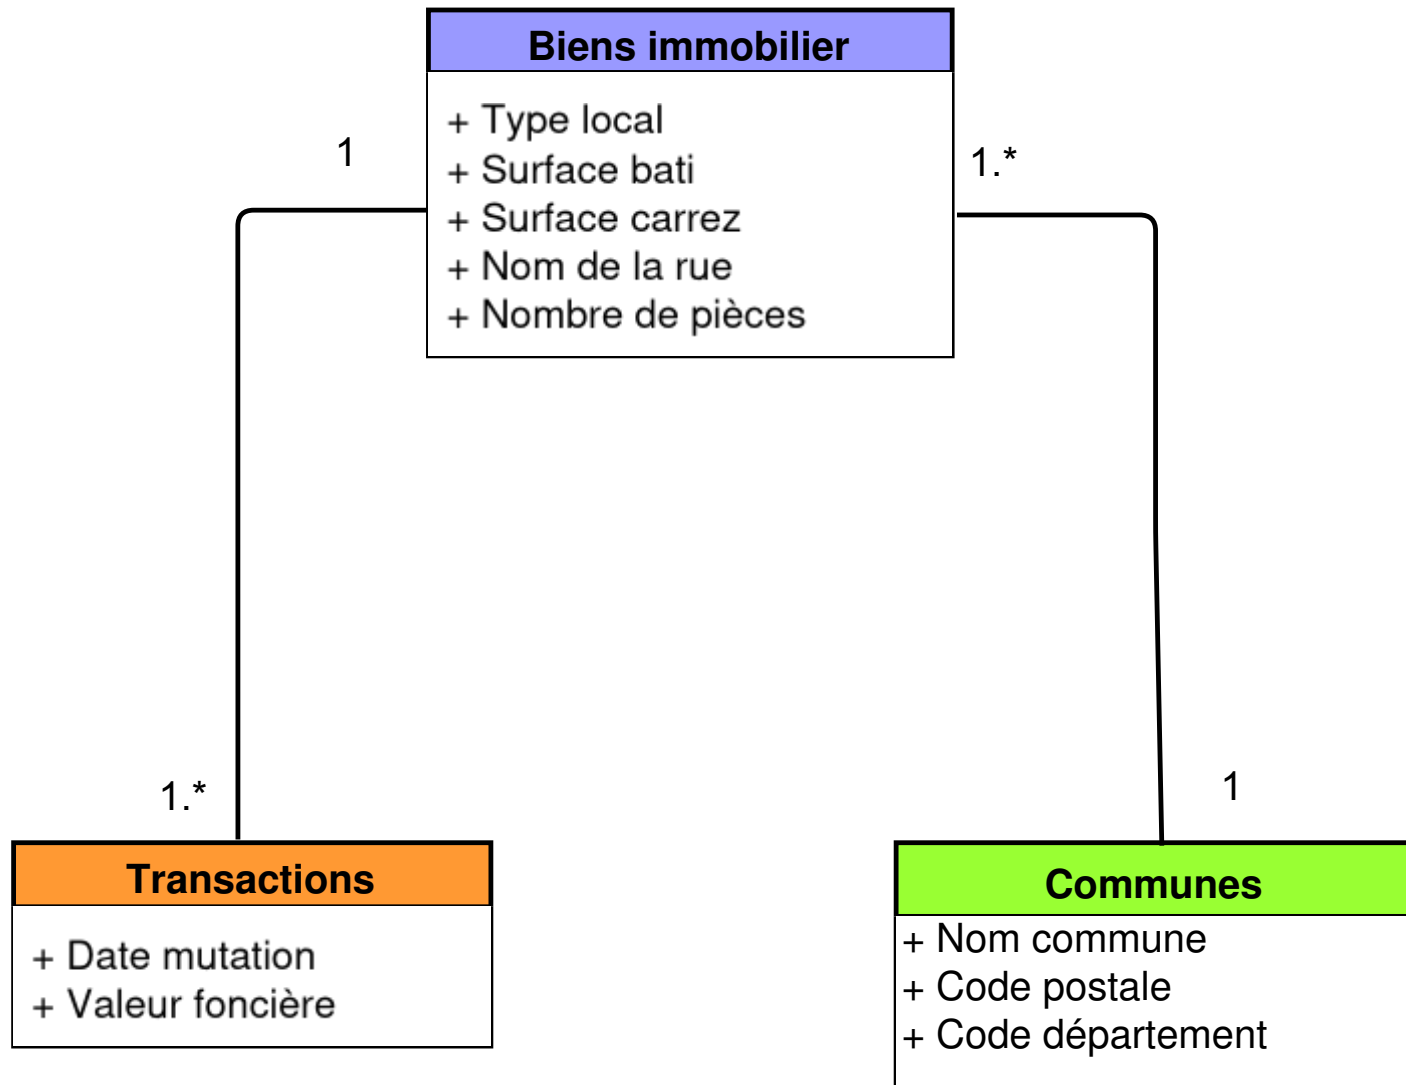 Biens immobilier
+ Type local
+ Surface bati
+ Surface carrez
+ Nom de la rue
+ Nombre de pièces
1
1.*
1.*
1
Transactions
+ Date mutation
+ Valeur foncière
Communes
+ Nom commune
+ Code postale
+ Code département